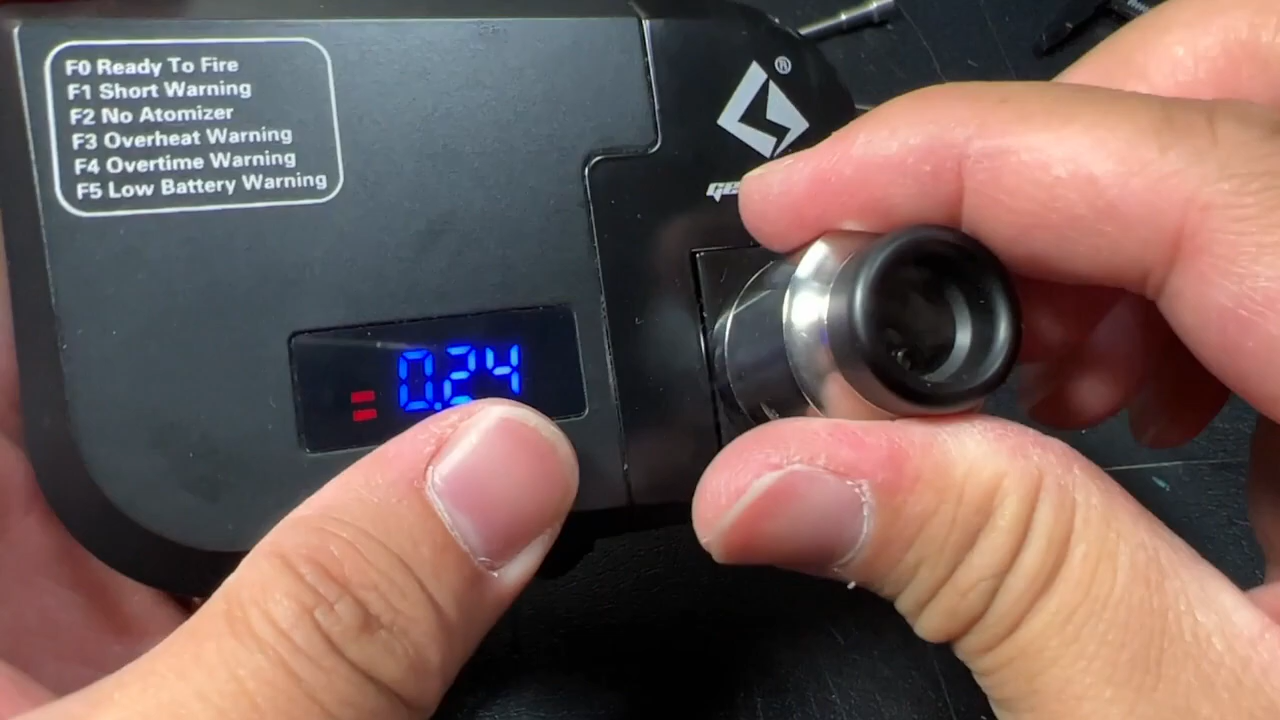 F0 Ready To Fire
F1 Short Warning
F2 No Atomizer
F3 Overheat Warning
F4 Overtime Warning
F5 Low Battery Warning
®
0.24